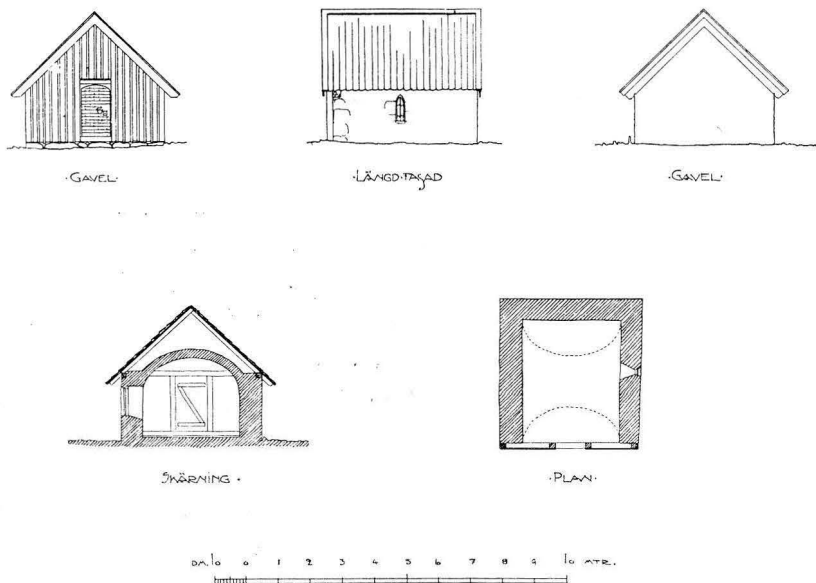 ·GAVEL·
·LÄNGD·FAÇAD
·GAVEL·
SKÄRNING·
·PLAN·
DM. 10 0 1 2 3 4 5 6 7 8 9 10 MTR.